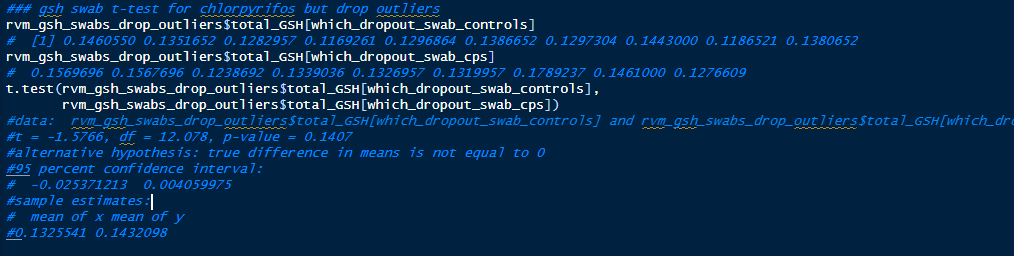 ### gsh swab t-test for chlorpyrifos but drop outliers
rvm_gsh_swabs_drop_outliers$total_GSH[which_dropout_swab_controls]
#  [1] 0.1460550 0.1351652 0.1282957 0.1169261 0.1296864 0.1386652 0.1297304 0.1443000 0.1186521 0.1380652
rvm_gsh_swabs_drop_outliers$total_GSH[which_dropout_swab_cps]
#  0.1569696 0.1567696 0.1238692 0.1339036 0.1326957 0.1319957 0.1789237 0.1461000 0.1276609
t.test(rvm_gsh_swabs_drop_outliers$total_GSH[which_dropout_swab_controls],
rvm_gsh_swabs_drop_outliers$total_GSH[which_dropout_swab_cps])
#data:  rvm_gsh_swabs_drop_outliers$total_GSH[which_dropout_swab_controls] and rvm_gsh_swabs_drop_outliers$total_GSH[which_dro
#t = -1.5766, df = 12.078, p-value = 0.1407
#alternative hypothesis: true difference in means is not equal to 0
#95 percent confidence interval:
#  -0.025371213  0.004059975
#sample estimates:
#  mean of x mean of y
#0.1325541 0.1432098